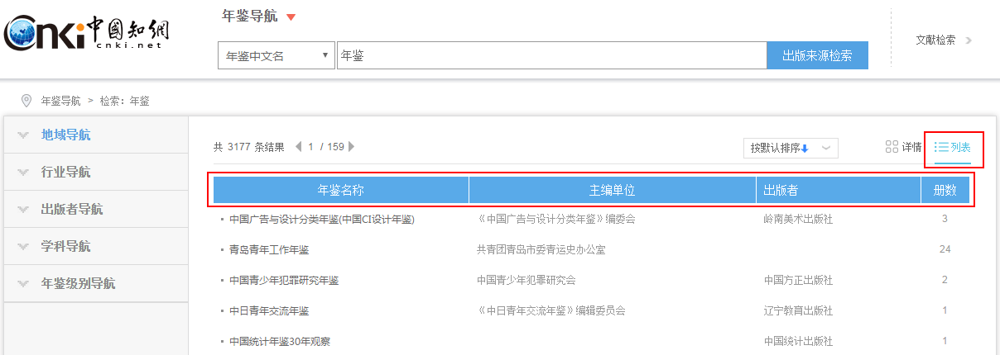 年鉴导航
中國知網
cnki.net
年鉴中文名
年鉴
出版来源检索
文献检索
年鉴导航 > 检索：年鉴
地域导航
行业导航
出版者导航
学科导航
年鉴级别导航
共 3177 条结果 1 / 159
按默认排序
详情
列表
年鉴名称 主编单位 出版者 册数
中国广告与设计分类年鉴(中国CI设计年鉴) 《中国广告与设计分类年鉴》编委会 岭南美术出版社 3
青岛青年工作年鉴 共青团青岛市委青运史办公室 24
中国青少年犯罪研究年鉴 中国青少年犯罪研究会 中国方正出版社 2
中日青年交流年鉴 《中日青年交流年鉴》编辑委员会 辽宁教育出版社 1
中国统计年鉴30年观察 中国统计出版社 1